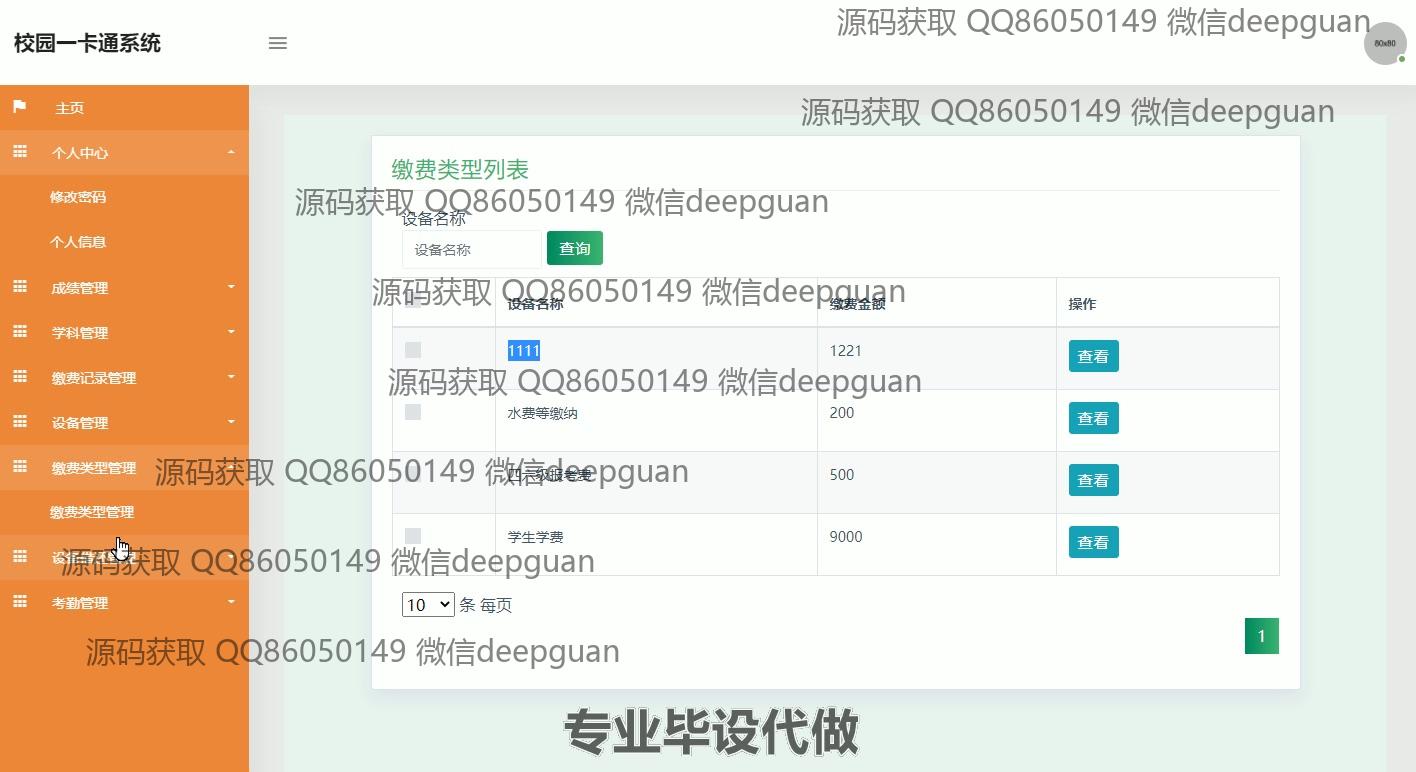 校园一卡通系统
源码获取 QQ86050149 微信deepguan
80x80
主页
源码获取 QQ86050149 微信deepguan
个人中心
缴费类型列表
修改密码
源码获取 QQ86050149 微信deepguan
设备名称
个人信息
设备名称 查询
成绩管理
源码获取 QQ86050149 微信deepguan
设备名称 缴费金额 操作
学科管理
1111 1221 查看
缴费记录管理
源码获取 QQ86050149 微信deepguan
设备管理
水费等缴纳 200 查看
缴费类型管理
源码获取 QQ86050149 微信deepguan
四六级报考费 500 查看
缴费类型管理
学生学费 9000 查看
源码获取 QQ86050149 微信deepguan
考勤管理
10 条 每页
1
源码获取 QQ86050149 微信deepguan
专业毕设代做